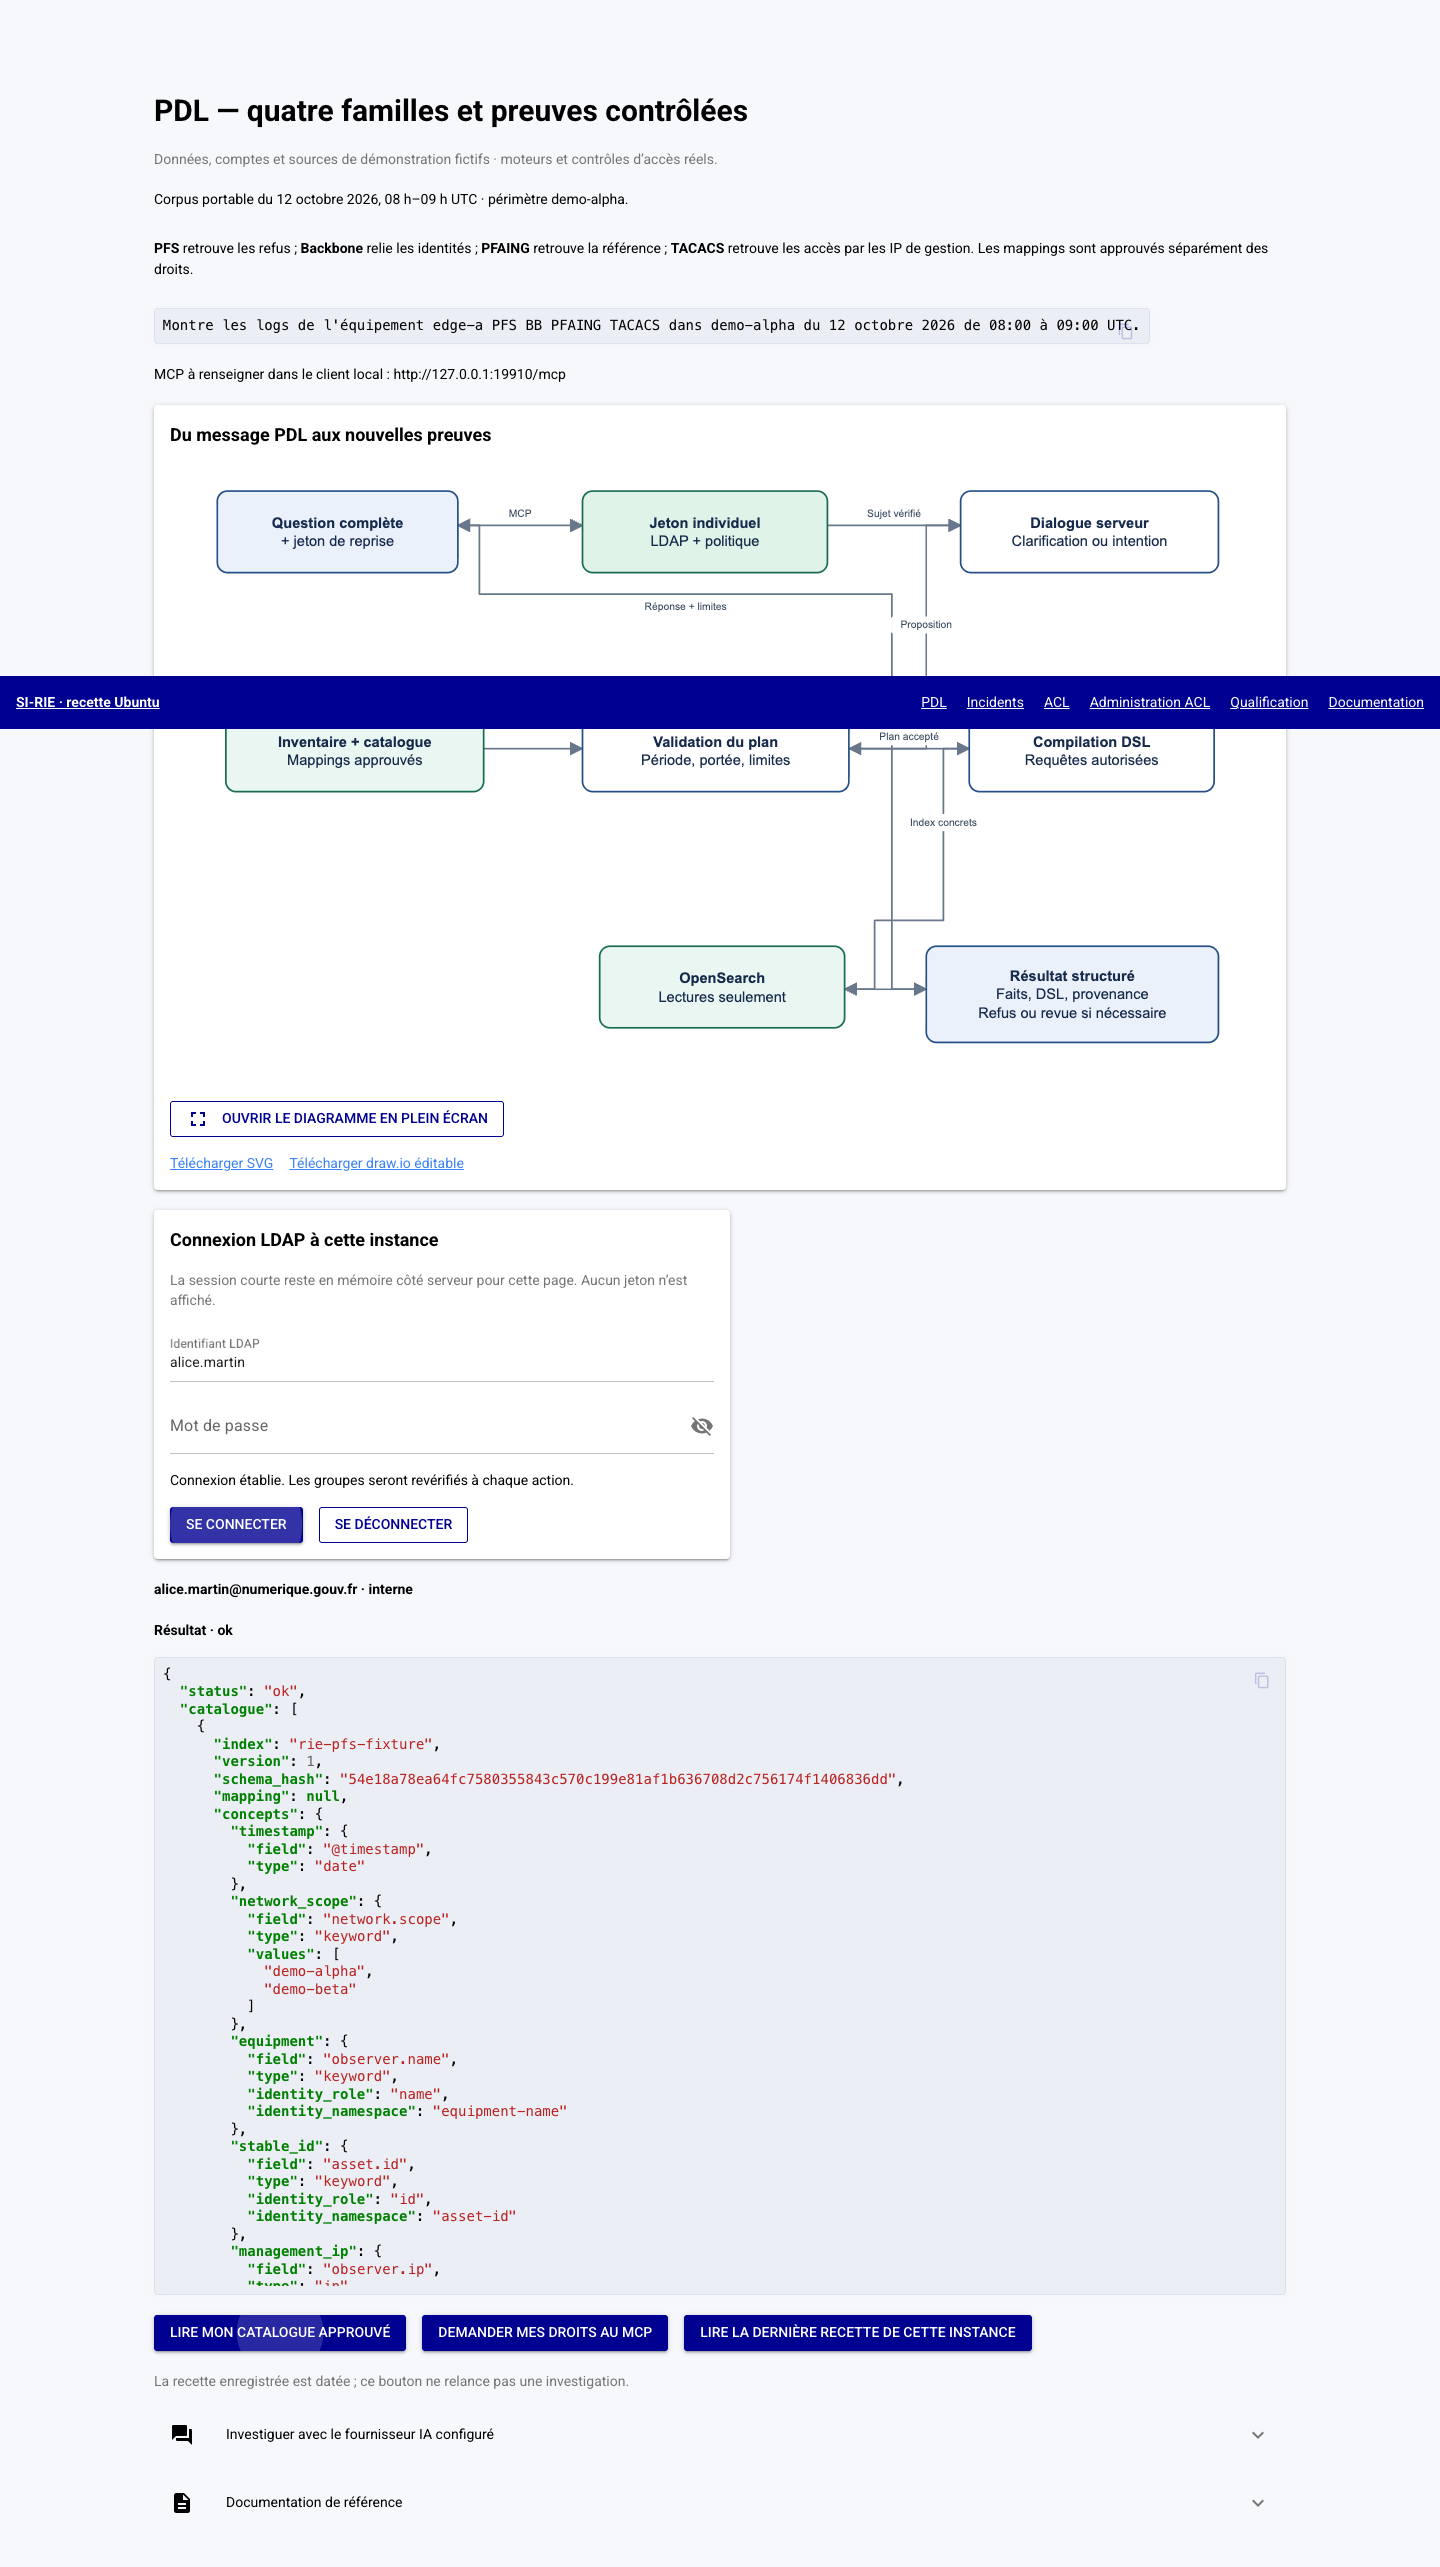 PDL — quatre familles et preuves contrôlées
Données, comptes et sources de démonstration fictifs · moteurs et contrôles d’accès réels.
Corpus portable du 12 octobre 2026, 08 h–09 h UTC · périmètre demo-alpha.
PFS retrouve les refus ; Backbone relie les identités ; PFAING retrouve la référence ; TACACS retrouve les accès par les IP de gestion. Les mappings sont approuvés séparément des
droits.
Montre les logs de l'équipement edge-a PFS BB PFAING TACACS dans demo-alpha du 12 octobre 2026 de 08:00 à 09:00 UTC.
MCP à renseigner dans le client local : http://127.0.0.1:19910/mcp
Du message PDL aux nouvelles preuves
Question complète
+ jeton de reprise
MCP
Jeton individuel
LDAP + politique
Sujet vérifié
Dialogue serveur
Clarification ou intention
Réponse + limites
Proposition
SI-RIE · recette Ubuntu
PDL
Incidents
ACL
Administration ACL
Qualification
Documentation
Inventaire + catalogue
Mappings approuvés
Validation du plan
Période, portée, limites
Plan accepté
Compilation DSL
Requêtes autorisées
Index concrets
OpenSearch
Lectures seulement
Résultat structuré
Faits, DSL, provenance
Refus ou revue si nécessaire
OUVRIR LE DIAGRAMME EN PLEIN ÉCRAN
Télécharger SVG
Télécharger draw.io éditable
Connexion LDAP à cette instance
La session courte reste en mémoire côté serveur pour cette page. Aucun jeton n’est
affiché.
Identifiant LDAP
alice.martin
Mot de passe
Connexion établie. Les groupes seront revérifiés à chaque action.
SE CONNECTER
SE DÉCONNECTER
alice.martin@numerique.gouv.fr · interne
Résultat · ok
{
"status": "ok",
"catalogue": [
{
"index": "rie-pfs-fixture",
"version": 1,
"schema_hash": "54e18a78ea64fc7580355843c570c199e81af1b636708d2c756174f1406836dd",
"mapping": null,
"concepts": {
"timestamp": {
"field": "@timestamp",
"type": "date"
},
"network_scope": {
"field": "network.scope",
"type": "keyword",
"values": [
"demo-alpha",
"demo-beta"
]
},
"equipment": {
"field": "observer.name",
"type": "keyword",
"identity_role": "name",
"identity_namespace": "equipment-name"
},
"stable_id": {
"field": "asset.id",
"type": "keyword",
"identity_role": "id",
"identity_namespace": "asset-id"
},
"management_ip": {
"field": "observer.ip",
"type": "ip"
LIRE MON CATALOGUE APPROUVÉ
DEMANDER MES DROITS AU MCP
LIRE LA DERNIÈRE RECETTE DE CETTE INSTANCE
La recette enregistrée est datée ; ce bouton ne relance pas une investigation.
Investiguer avec le fournisseur IA configuré
Documentation de référence